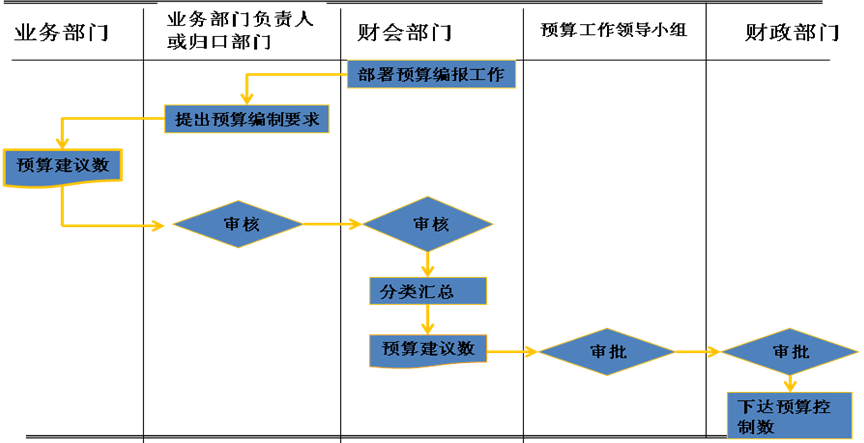 业务部门
业务部门负责人
或归口部门
财会部门
预算工作领导小组
财政部门
部署预算编报工作
提出预算编制要求
预算建议数
审核
审核
分类汇总
预算建议数
审批
审批
下达预算控
制数